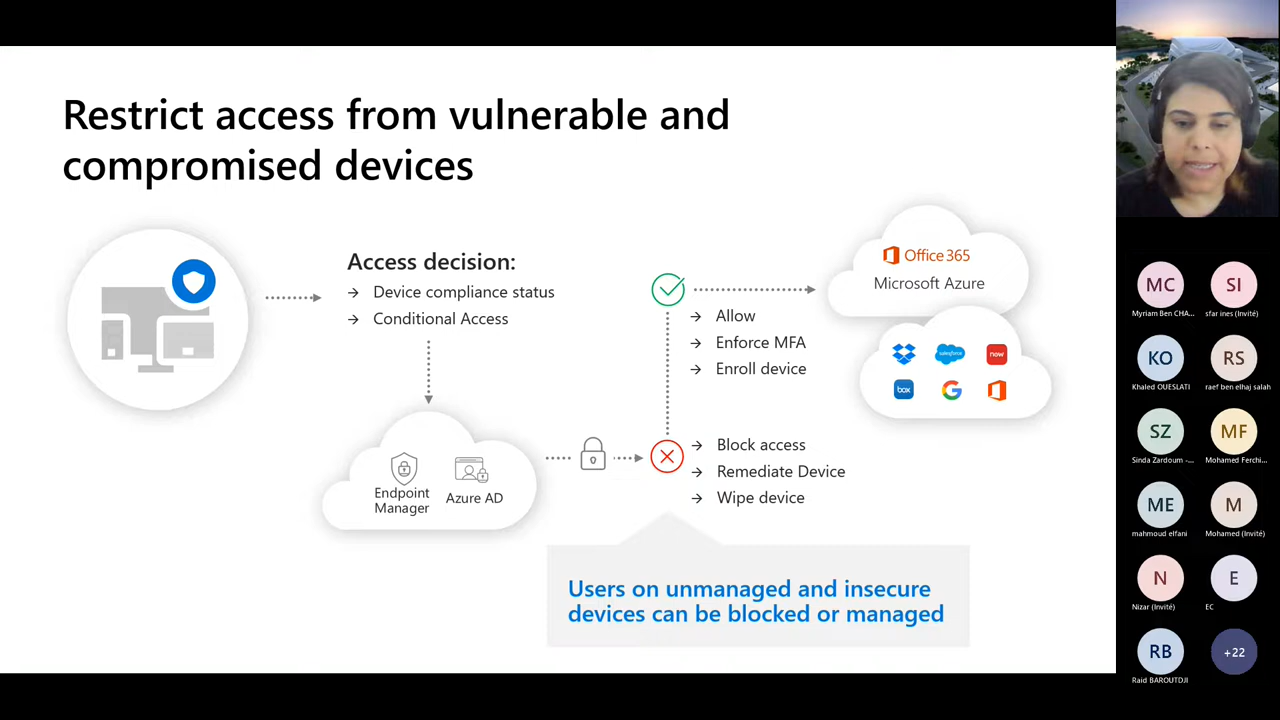 Restrict access from vulnerable and
compromised devices
Access decision:
→ Device compliance status
→ Conditional Access
Endpoint
Manager
Azure AD
→ Allow
→ Enforce MFA
→ Enroll device
→ Block access
→ Remediate Device
→ Wipe device
Office 365
Microsoft Azure
salesforce
now
box
Users on unmanaged and insecure
devices can be blocked or managed
MC
Myriam Ben CHA...
SI
sfar ines (Invité)
KO
Khaled OUESLATI
RS
raef ben elhaj salah
SZ
Sinda Zardoum -...
MF
Mohamed Ferchi...
ME
mahmoud elfani
M
Mohamed (Invité)
N
Nizar (Invité)
E
EC
RB
Raid BAROUTDJI
+22